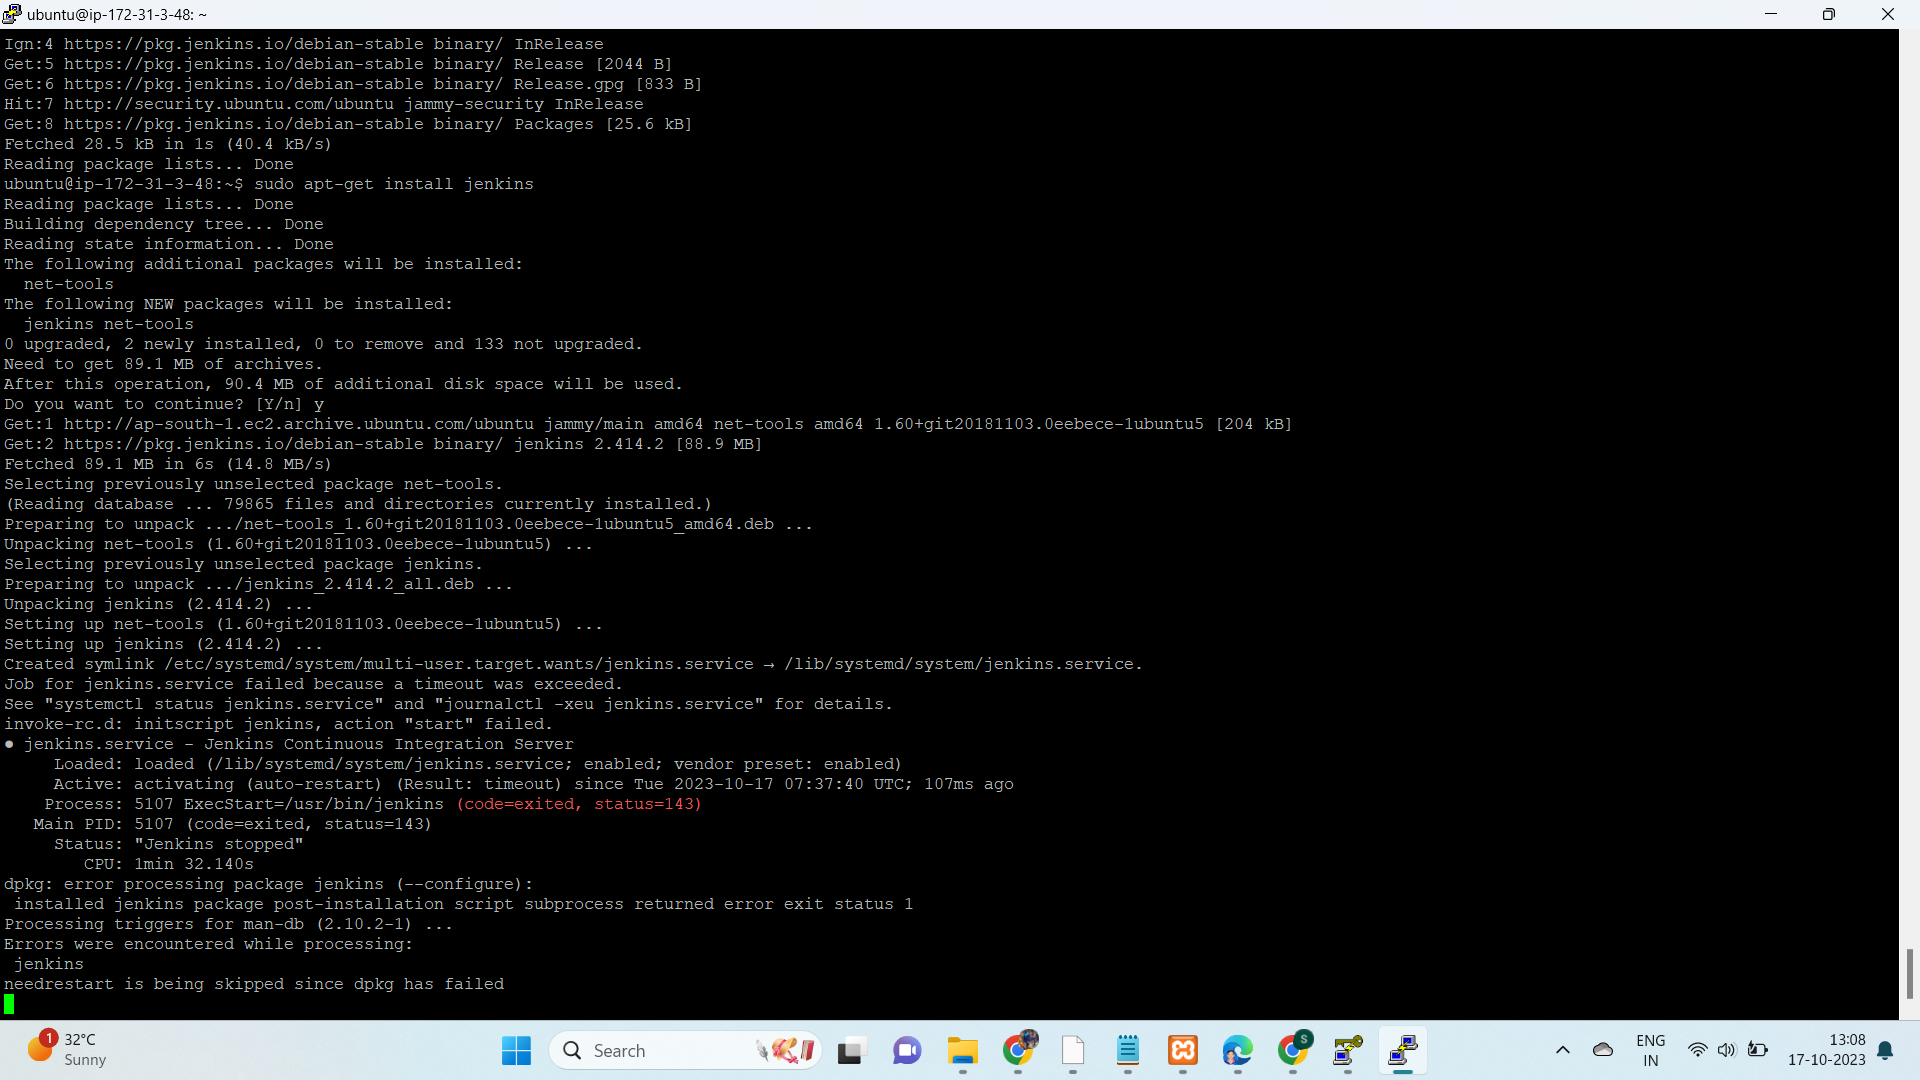 ubuntu@ip-172-31-3-48: ~
Ign:4 https://pkg.jenkins.io/debian-stable binary/ InRelease
Get:5 https://pkg.jenkins.io/debian-stable binary/ Release [2044 B]
Get:6 https://pkg.jenkins.io/debian-stable binary/ Release.gpg [833 B]
Hit:7 http://security.ubuntu.com/ubuntu jammy-security InRelease
Get:8 https://pkg.jenkins.io/debian-stable binary/ Packages [25.6 kB]
Fetched 28.5 kB in 1s (40.4 kB/s)
Reading package lists... Done
ubuntu@ip-172-31-3-48:~$ sudo apt-get install jenkins
Reading package lists... Done
Building dependency tree... Done
Reading state information... Done
The following additional packages will be installed:
  net-tools
The following NEW packages will be installed:
  jenkins net-tools
0 upgraded, 2 newly installed, 0 to remove and 133 not upgraded.
Need to get 89.1 MB of archives.
After this operation, 90.4 MB of additional disk space will be used.
Do you want to continue? [Y/n] y
Get:1 http://ap-south-1.ec2.archive.ubuntu.com/ubuntu jammy/main amd64 net-tools amd64 1.60+git20181103.0eebece-1ubuntu5 [204 kB]
Get:2 https://pkg.jenkins.io/debian-stable binary/ jenkins 2.414.2 [88.9 MB]
Fetched 89.1 MB in 6s (14.8 MB/s)
Selecting previously unselected package net-tools.
(Reading database ... 79865 files and directories currently installed.)
Preparing to unpack .../net-tools_1.60+git20181103.0eebece-1ubuntu5_amd64.deb ...
Unpacking net-tools (1.60+git20181103.0eebece-1ubuntu5) ...
Selecting previously unselected package jenkins.
Preparing to unpack .../jenkins_2.414.2_all.deb ...
Unpacking jenkins (2.414.2) ...
Setting up net-tools (1.60+git20181103.0eebece-1ubuntu5) ...
Setting up jenkins (2.414.2) ...
Created symlink /etc/systemd/system/multi-user.target.wants/jenkins.service → /lib/systemd/system/jenkins.service.
Job for jenkins.service failed because a timeout was exceeded.
See "systemctl status jenkins.service" and "journalctl -xeu jenkins.service" for details.
invoke-rc.d: initscript jenkins, action "start" failed.
● jenkins.service - Jenkins Continuous Integration Server
     Loaded: loaded (/lib/systemd/system/jenkins.service; enabled; vendor preset: enabled)
     Active: activating (auto-restart) (Result: timeout) since Tue 2023-10-17 07:37:40 UTC; 107ms ago
    Process: 5107 ExecStart=/usr/bin/jenkins (code=exited, status=143)
   Main PID: 5107 (code=exited, status=143)
     Status: "Jenkins stopped"
        CPU: 1min 32.140s
dpkg: error processing package jenkins (--configure):
 installed jenkins package post-installation script subprocess returned error exit status 1
Processing triggers for man-db (2.10.2-1) ...
Errors were encountered while processing:
 jenkins
needrestart is being skipped since dpkg has failed
1
32°C
Sunny
Search
S
ENG
IN
13:08
17-10-2023